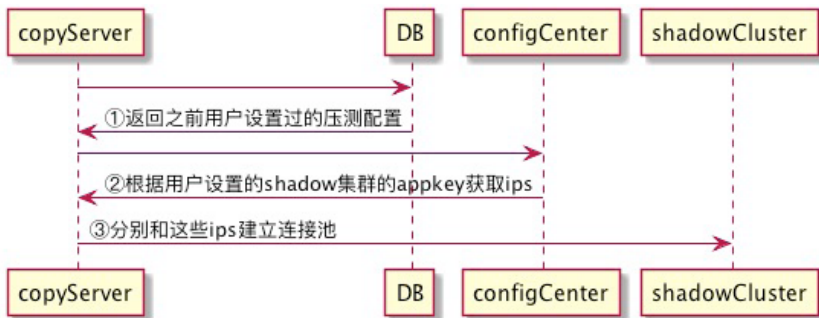 copyServer DB configCenter shadowCluster
①返回之前用户设置过的压测配置
②根据用户设置的shadow集群的appkey获取ips
③分别和这些ips建立连接池
copyServer DB configCenter shadowCluster